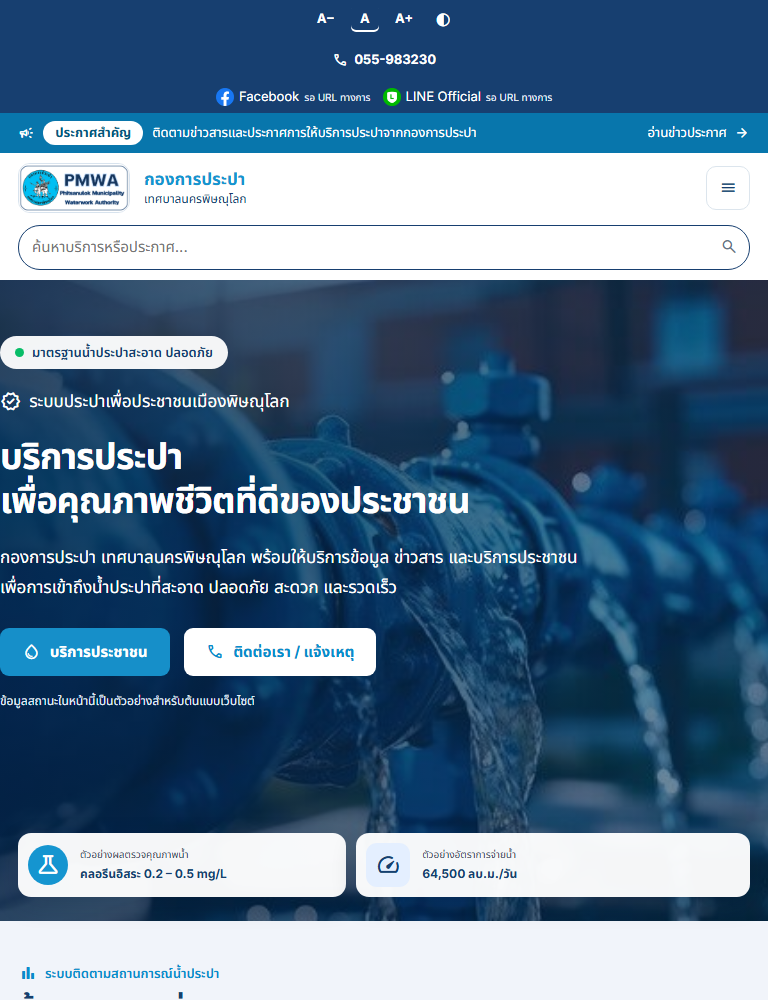 A− A A+
055-983230
Facebook รอ URL ทางการ LINE Official รอ URL ทางการ
ประกาศสำคัญ ติดตามข่าวสารและประกาศการให้บริการประปาจากกองการประปา อ่านข่าวประกาศ
PMWA
Phitsanulok Municipality
Waterwork Authority
กองการประปา
เทศบาลนครพิษณุโลก
ค้นหาบริการหรือประกาศ...
มาตรฐานน้ำประปาสะอาด ปลอดภัย
ระบบประปาเพื่อประชาชนเมืองพิษณุโลก
บริการประปา
เพื่อคุณภาพชีวิตที่ดีของประชาชน
กองการประปา เทศบาลนครพิษณุโลก พร้อมให้บริการข้อมูล ข่าวสาร และบริการประชาชน
เพื่อการเข้าถึงน้ำประปาที่สะอาด ปลอดภัย สะดวก และรวดเร็ว
บริการประชาชน ติดต่อเรา / แจ้งเหตุ
ข้อมูลสถานะในหน้านี้เป็นตัวอย่างสำหรับต้นแบบเว็บไซต์
ตัวอย่างผลตรวจคุณภาพน้ำ
คลอรีนอิสระ 0.2 – 0.5 mg/L
ตัวอย่างอัตราการจ่ายน้ำ
64,500 ลบ.ม./วัน
ระบบติดตามสถานการณ์น้ำประปา